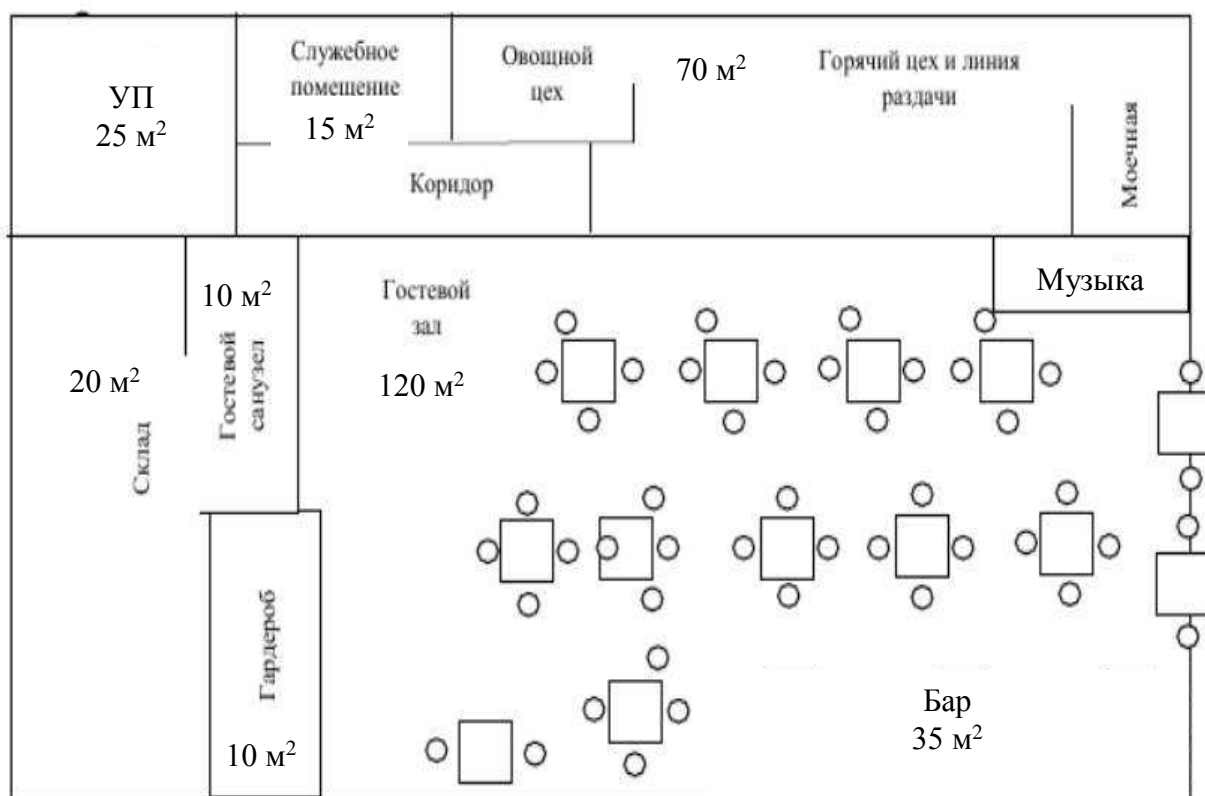 УП
25 м²
Служебное
помещение
15 м²
Овощной
цех
70 м²
Горячий цех и линия
раздачи
Моечная
Коридор
10 м²
Гостевой
санузел
20 м²
Склад
Гостевой
зал
120 м²
Музыка
Гардероб
10 м²
Бар
35 м²